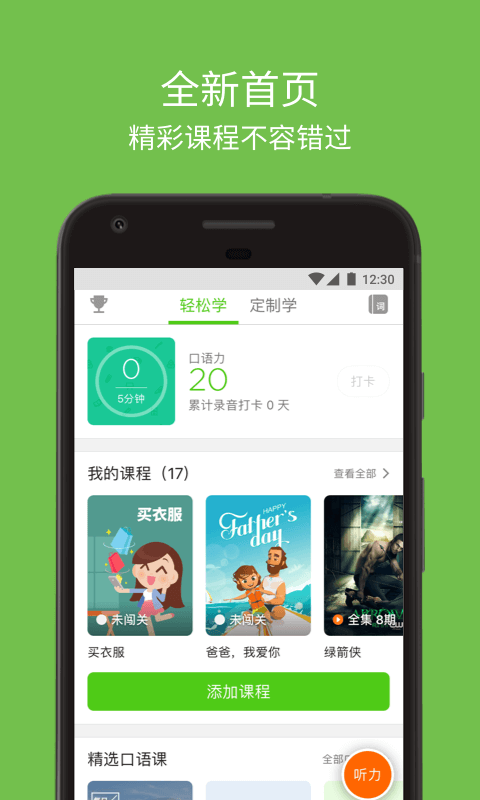 全新首页
精彩课程不容错过
12:30
轻松学
定制学
词
0
5分钟
口语力
20
累计录音打卡 0 天
打卡
我的课程（17）
查看全部
买衣服
HAPPY
Father's
day
ARROW
未闯关
未闯关
全集 8期
买衣服
爸爸，我爱你
绿箭侠
添加课程
精选口语课
全部
听力